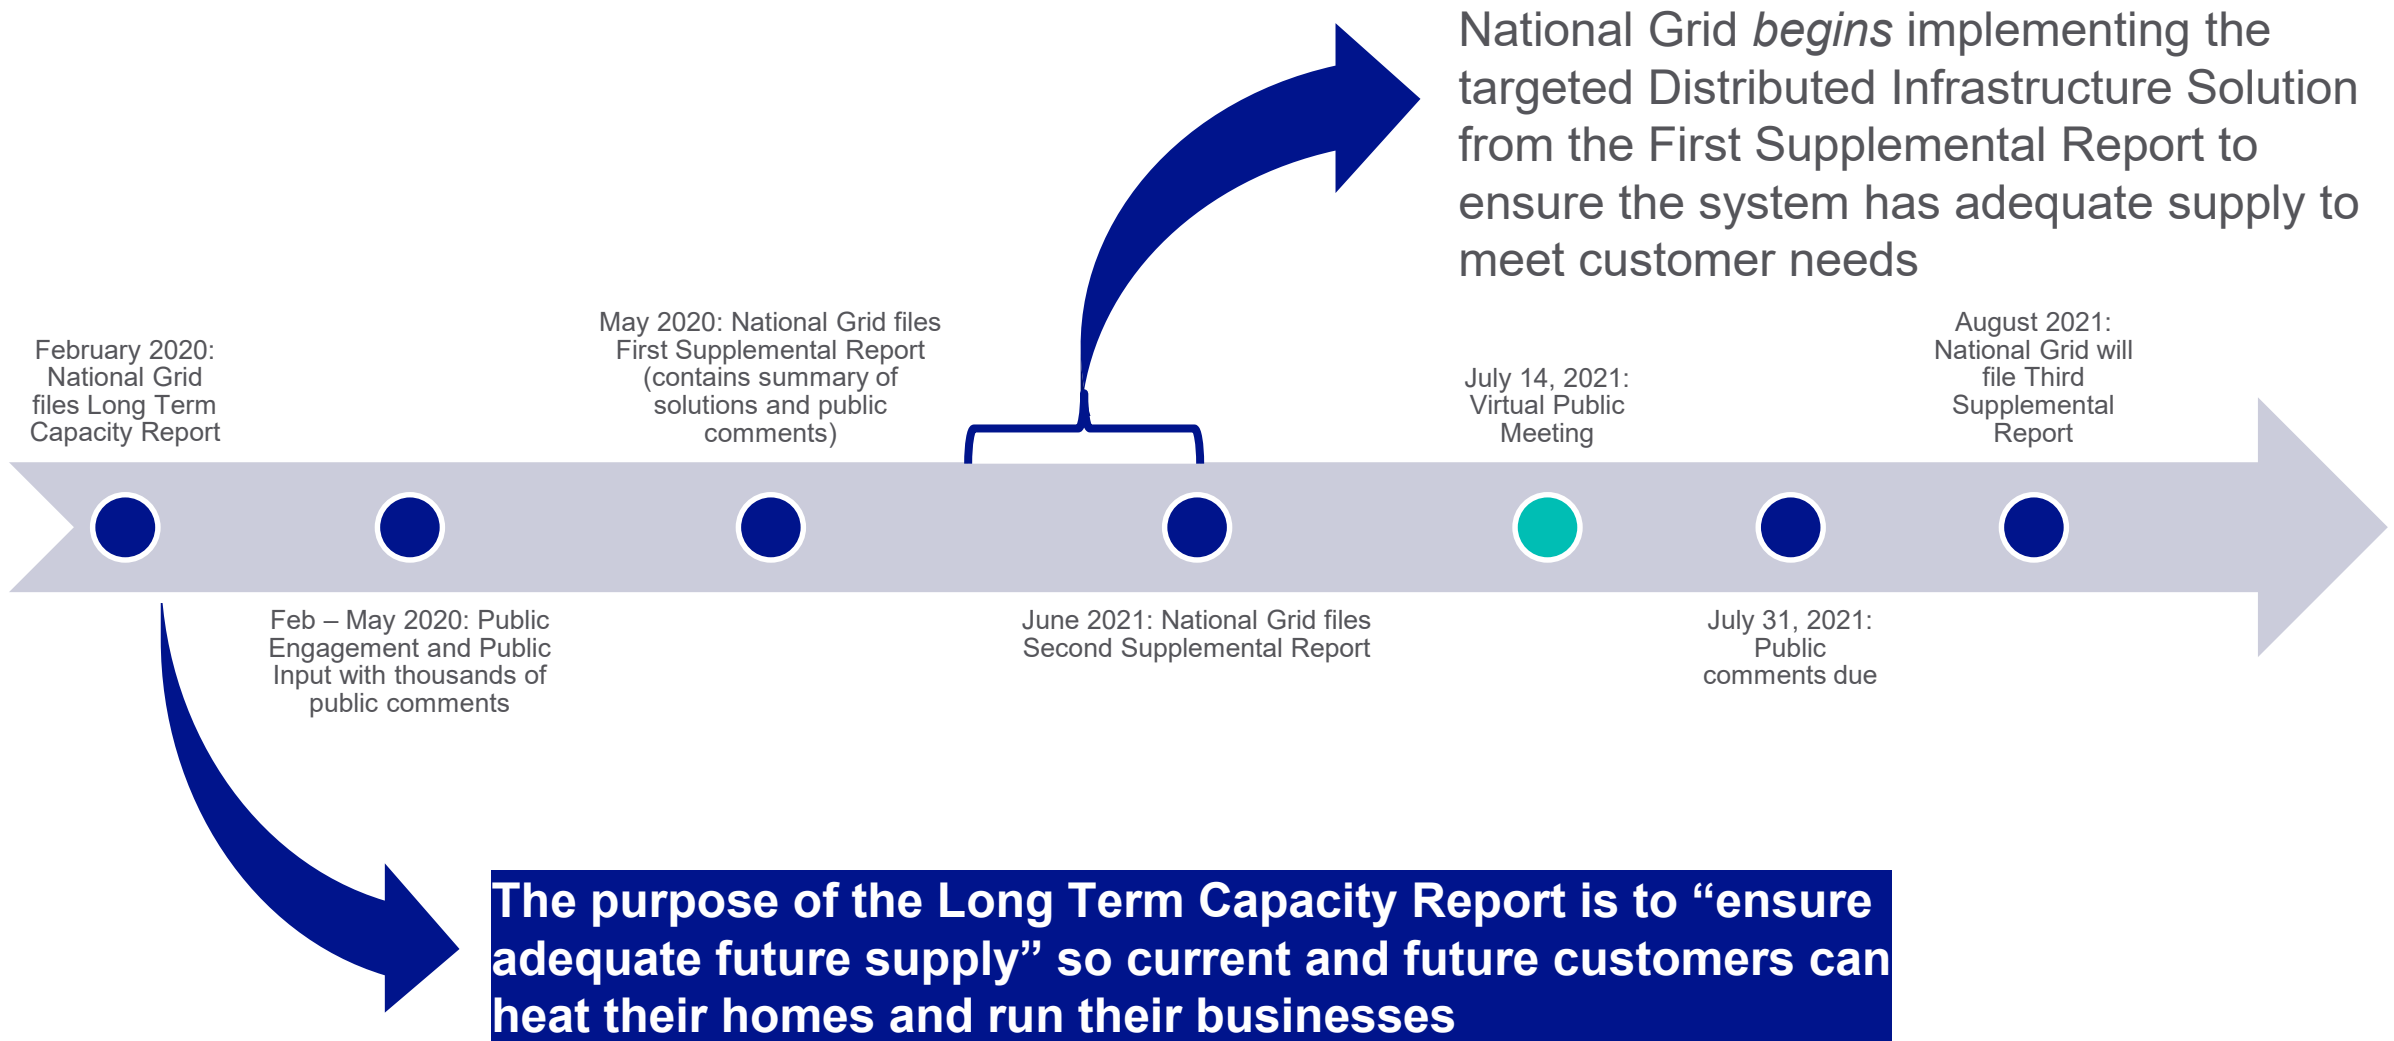 National Grid begins implementing the
targeted Distributed Infrastructure Solution
from the First Supplemental Report to
ensure the system has adequate supply to
meet customer needs
February 2020:
National Grid
files Long Term
Capacity Report
May 2020: National Grid files
First Supplemental Report
(contains summary of
solutions and public
comments)
July 14, 2021:
Virtual Public
Meeting
August 2021:
National Grid will
file Third
Supplemental
Report
Feb – May 2020: Public
Engagement and Public
Input with thousands of
public comments
June 2021: National Grid files
Second Supplemental Report
July 31, 2021:
Public
comments due
The purpose of the Long Term Capacity Report is to “ensure
adequate future supply” so current and future customers can
heat their homes and run their businesses